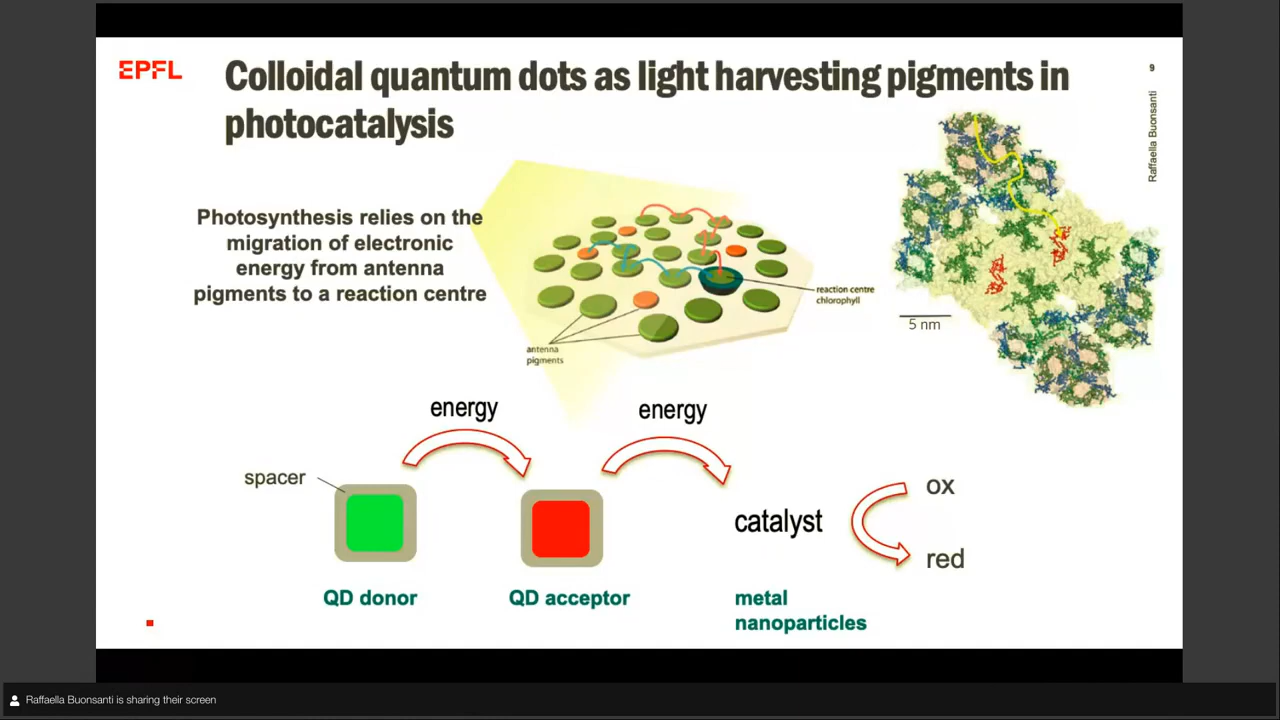 EPFL
Colloidal quantum dots as light harvesting pigments in
photocatalysis
9
Raffaella Buonsanti
Photosynthesis relies on the
migration of electronic
energy from antenna
pigments to a reaction centre
reaction centre
chlorophyll
antenna
pigments
5 nm
energy
energy
spacer
catalyst
ox
red
QD donor
QD acceptor
metal
nanoparticles
Raffaella Buonsanti is sharing their screen